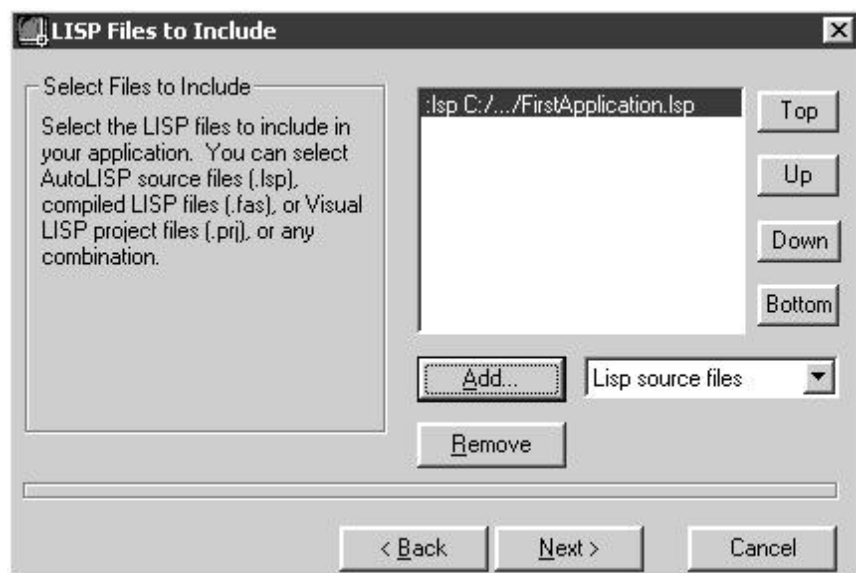 LISP Files to Include
Select Files to Include
Select the LISP files to include in
your application. You can select
AutoLISP source files (.lsp),
compiled LISP files (.fas), or Visual
LISP project files (.prj), or any
combination.
:lsp C:/.../FirstApplication.lsp
Top
Up
Down
Bottom
Add...
Lisp source files
Remove
< Back
Next >
Cancel